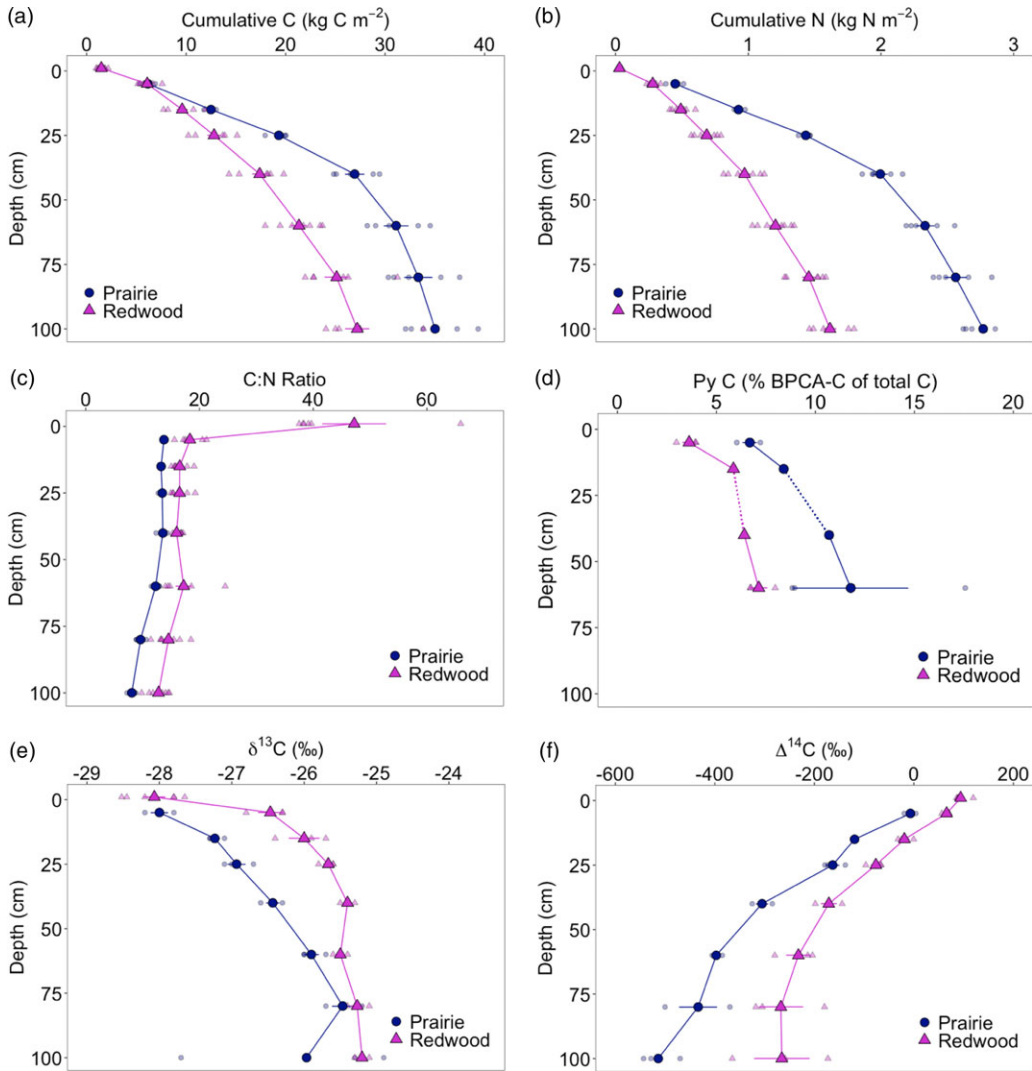 (a) Cumulative C (kg C m⁻²)
0 10 20 30 40
Depth (cm)
0
25
50
75
100
Prairie
Redwood
(b) Cumulative N (kg N m⁻²)
0 1 2 3
Depth (cm)
0
25
50
75
100
Prairie
Redwood
(c) C:N Ratio
0 20 40 60
Depth (cm)
0
25
50
75
100
Prairie
Redwood
(d) Py C (% BPCA-C of total C)
0 5 10 15 20
Depth (cm)
0
25
50
75
100
Prairie
Redwood
(e) δ¹³C (‰)
-29 -28 -27 -26 -25 -24
Depth (cm)
0
25
50
75
100
Prairie
Redwood
(f) Δ¹⁴C (‰)
-600 -400 -200 0 200
Depth (cm)
0
25
50
75
100
Prairie
Redwood